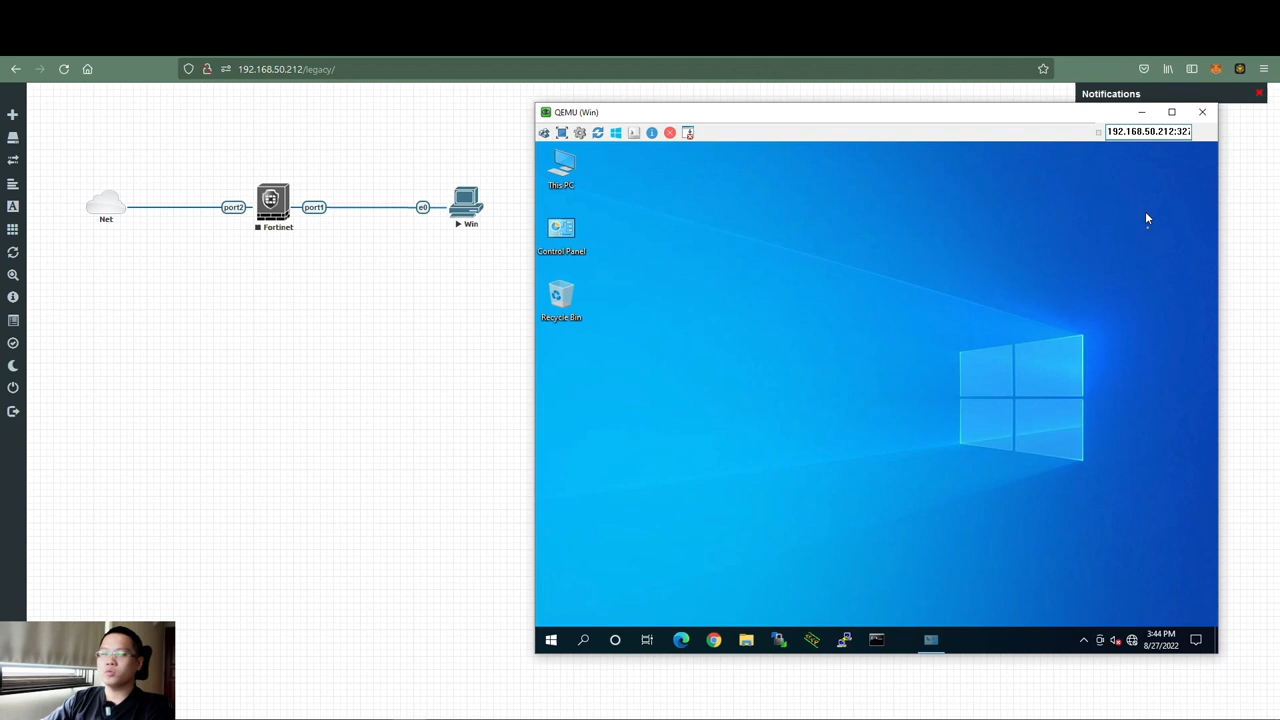 192.168.50.212/legacy/
Notifications
QEMU (Win)
192.168.50.212:327
This PC
Control Panel
Recycle Bin
Net
port2
port1
e0
Fortinet
Win
3:44 PM
8/27/2022